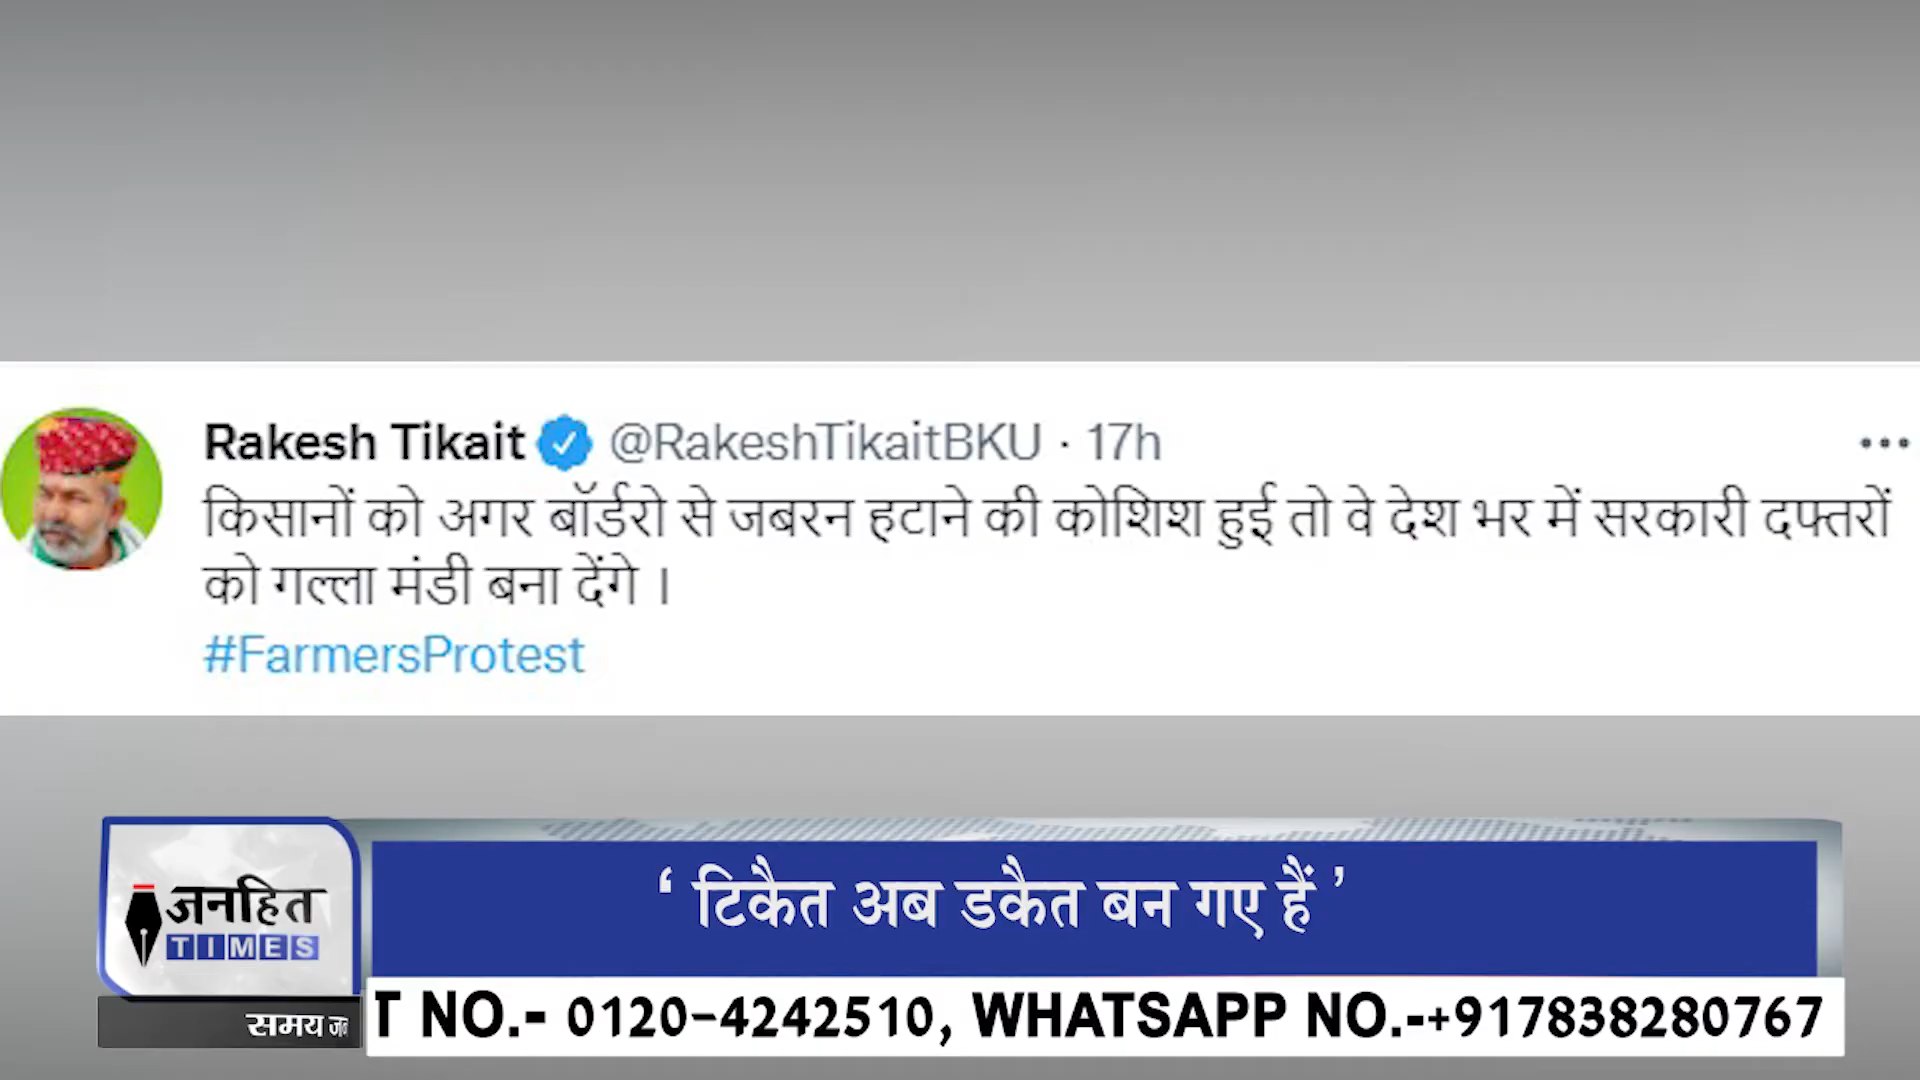 Rakesh Tikait @RakeshTikaitBKU · 17h
किसानों को अगर बॉर्डरो से जबरन हटाने की कोशिश हुई तो वे देश भर में सरकारी दफ्तरों
को गल्ला मंडी बना देंगे ।
#FarmersProtest
‘ टिकैत अब डकैत बन गए हैं ’
जनहित
TIMES
T NO.- 0120-4242510, WHATSAPP NO.-+917838280767
समय